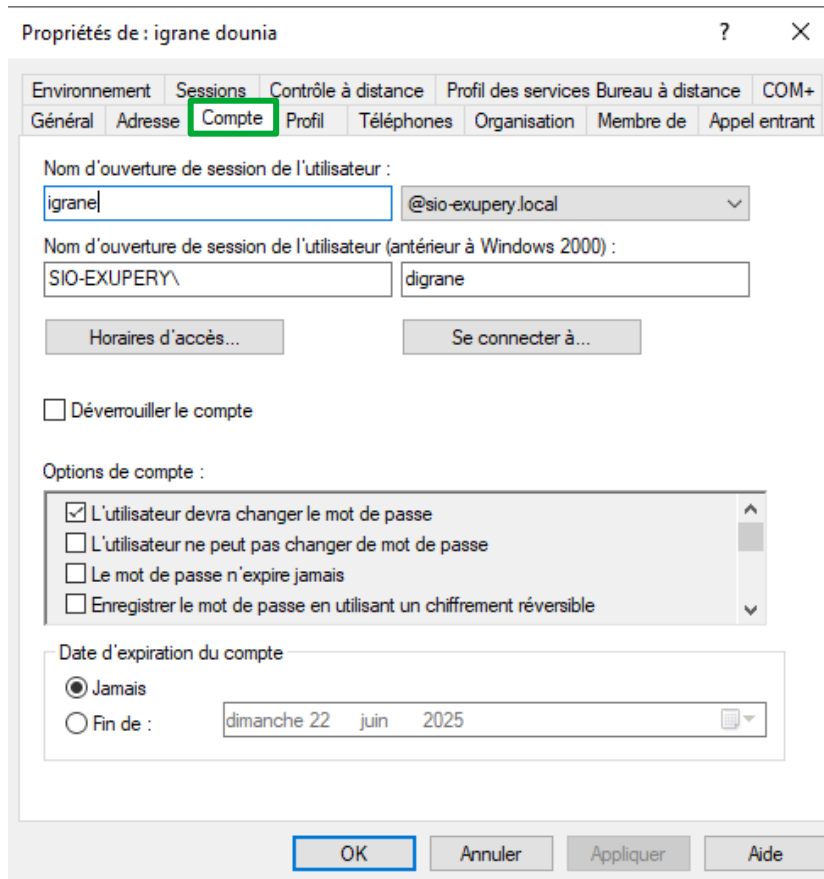 Propriétés de : igrane dounia ?
Environnement Sessions Contrôle à distance Profil des services Bureau à distance COM+
Général Adresse Compte Profil Téléphones Organisation Membre de Appel entrant
Nom d'ouverture de session de l'utilisateur :
igrane @sio-exupery.local
Nom d'ouverture de session de l'utilisateur (antérieur à Windows 2000) :
SIO-EXUPERY\ digrane
Horaires d'accès... Se connecter à...
Déverrouiller le compte
Options de compte :
L'utilisateur devra changer le mot de passe
L'utilisateur ne peut pas changer de mot de passe
Le mot de passe n'expire jamais
Enregistrer le mot de passe en utilisant un chiffrement réversible
Date d'expiration du compte
Jamais
Fin de : dimanche 22 juin 2025
OK Annuler Appliquer Aide